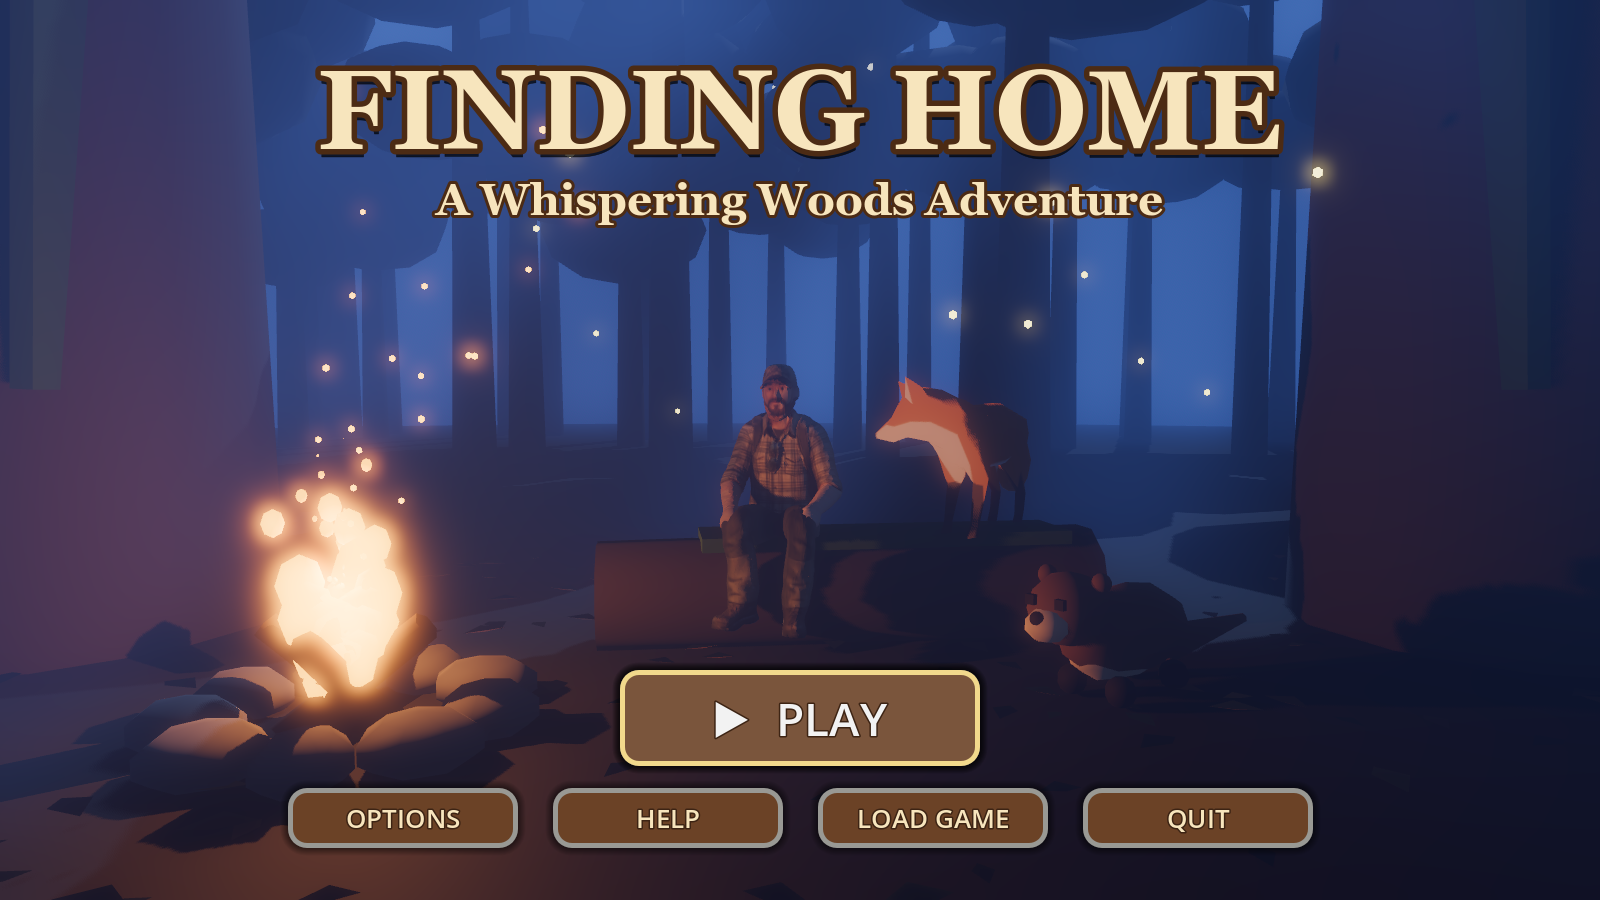 FINDING HOME
A Whispering Woods Adventure
PLAY
OPTIONS
HELP
LOAD GAME
QUIT